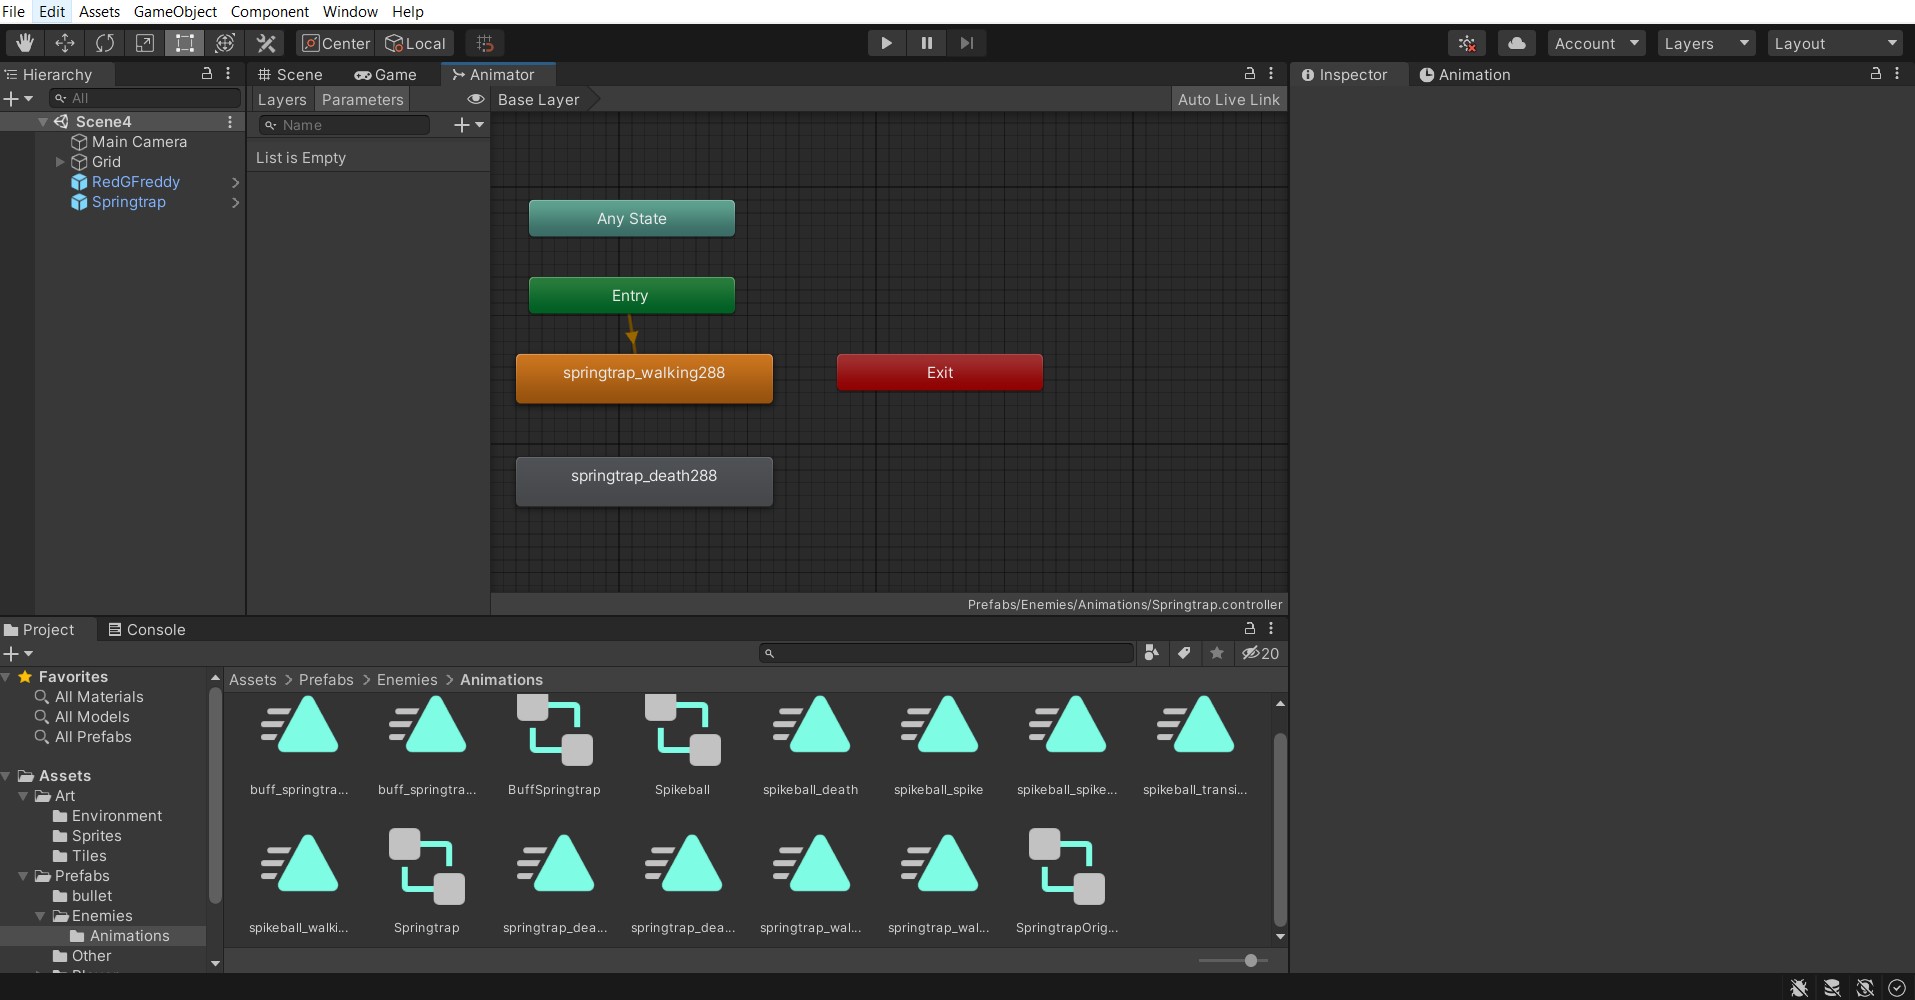 File Edit Assets GameObject Component Window Help
Center Local Account Layers Layout
Hierarchy Scene Game Animator Inspector Animation
All Layers Parameters Base Layer Auto Live Link
Scene4 Name
Main Camera
Grid List is Empty
RedGFreddy
Springtrap
Any State
Entry
springtrap_walking288 Exit
springtrap_death288
Prefabs/Enemies/Animations/Springtrap.controller
Project Console
20
Favorites Assets > Prefabs > Enemies > Animations
All Materials
All Models
All Prefabs
Assets
Art
Environment
Sprites
Tiles
Prefabs
bullet
Enemies
Animations
Other
buff_springtra... buff_springtra... BuffSpringtrap Spikeball spikeball_death spikeball_spike spikeball_spike... spikeball_transi...
spikeball_walki... Springtrap springtrap_dea... springtrap_dea... springtrap_wal... springtrap_wal... SpringtrapOrig...